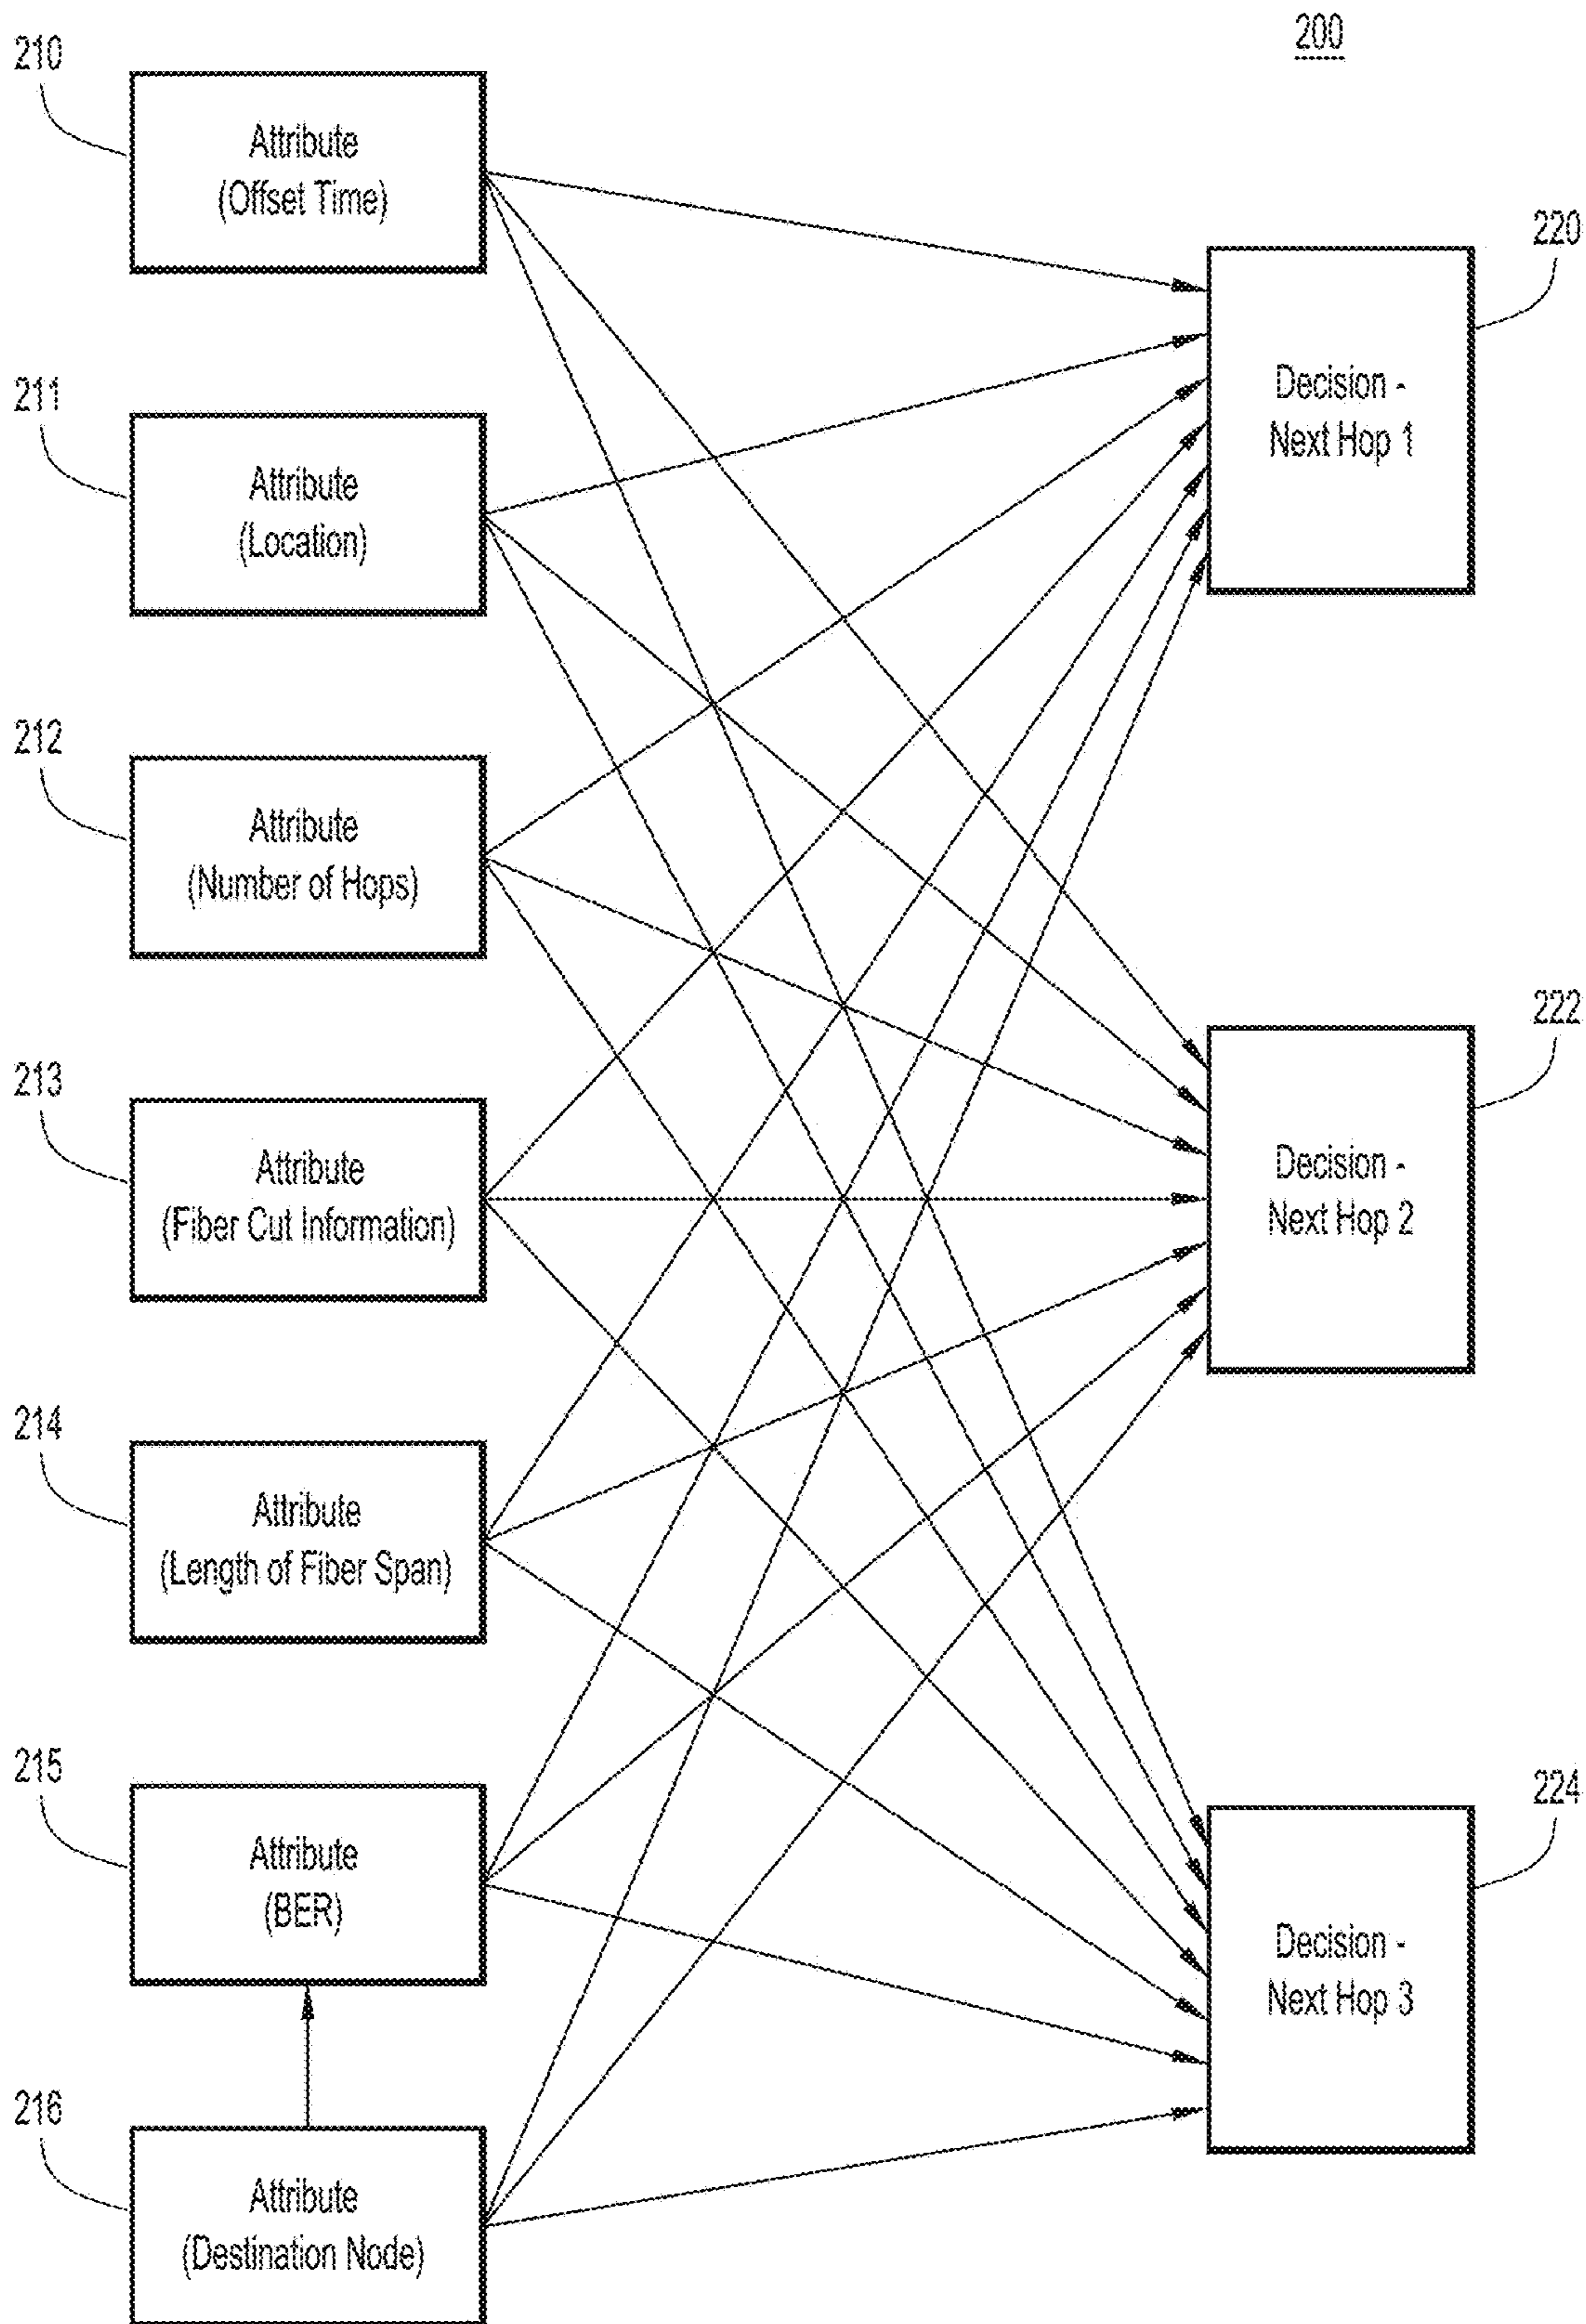 200
210
Attribute
(Offset Time)
220
Decision -
Next Hop 1
211
Attribute
(Location)
212
Attribute
(Number of Hops)
222
Decision -
Next Hop 2
213
Attribute
(Fiber Cut Information)
214
Attribute
(Length of Fiber Span)
215
Attribute
(BER)
224
Decision -
Next Hop 3
216
Attribute
(Destination Node)